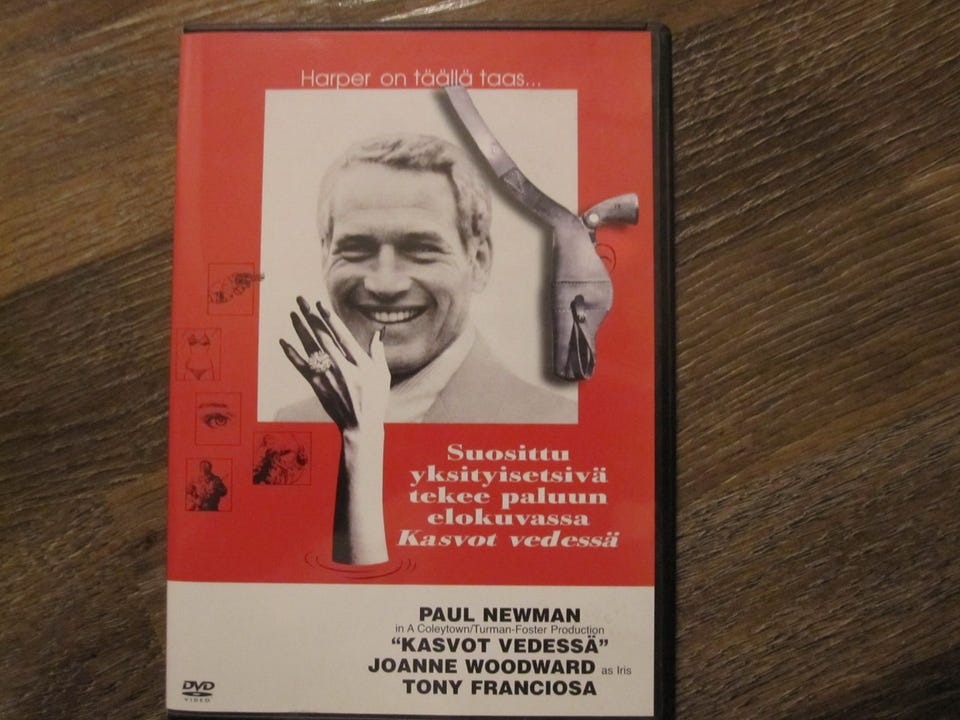 Harper on täällä taas...
Suosittu
yksityisetsivä
tekee paluun
elokuvassa
Kasvot vedessä
PAUL NEWMAN
in A Coleytown/Turman-Foster Production
"KASVOT VEDESSÄ"
JOANNE WOODWARD as Iris
TONY FRANCIOSA
DVD
VIDEO